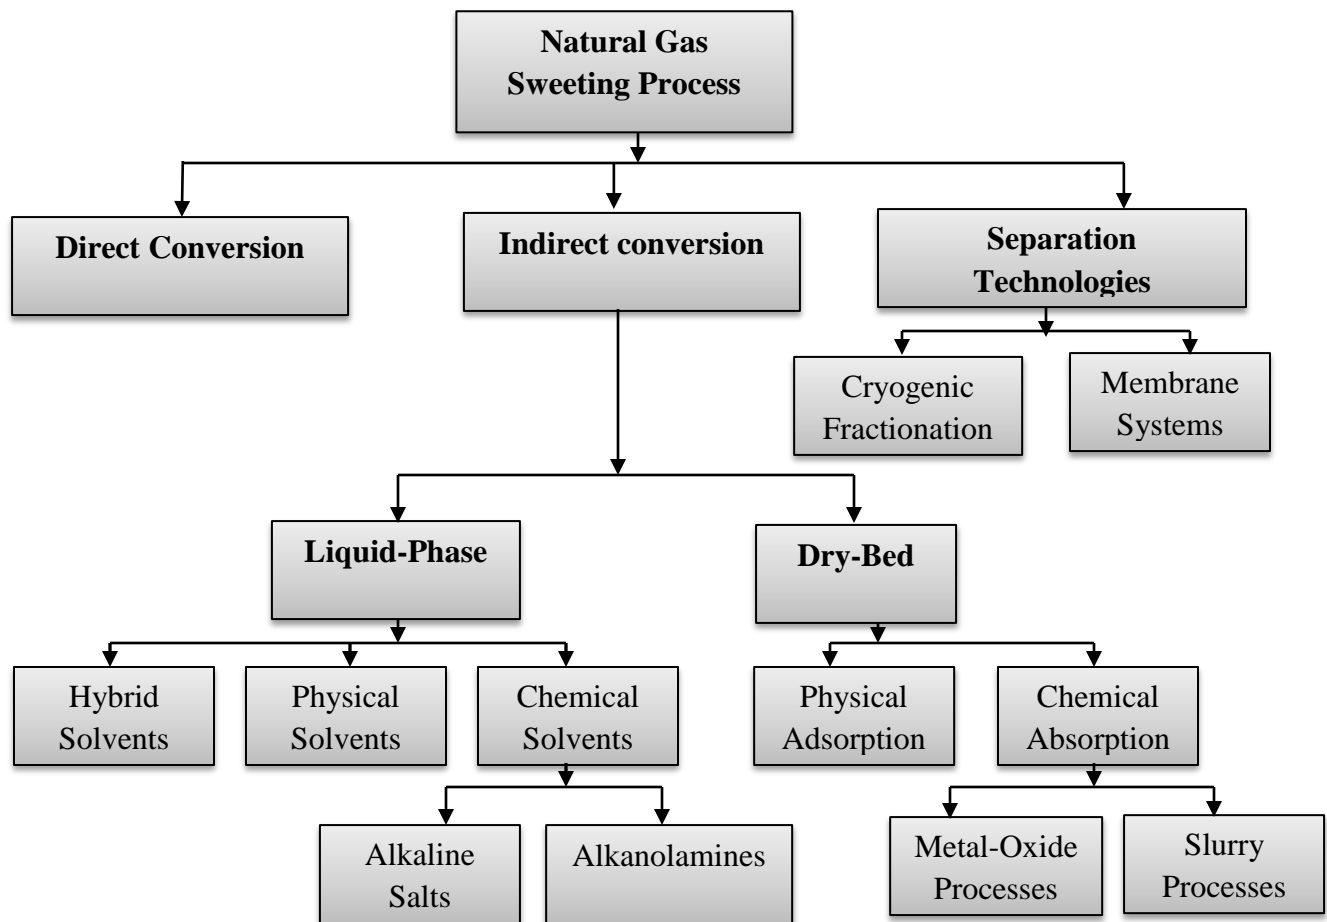 Natural Gas
Sweeting Process
Direct Conversion
Indirect conversion
Separation
Technologies
Cryogenic
Fractionation
Membrane
Systems
Liquid-Phase
Dry-Bed
Hybrid
Solvents
Physical
Solvents
Chemical
Solvents
Physical
Adsorption
Chemical
Absorption
Alkaline
Salts
Alkanolamines
Metal-Oxide
Processes
Slurry
Processes